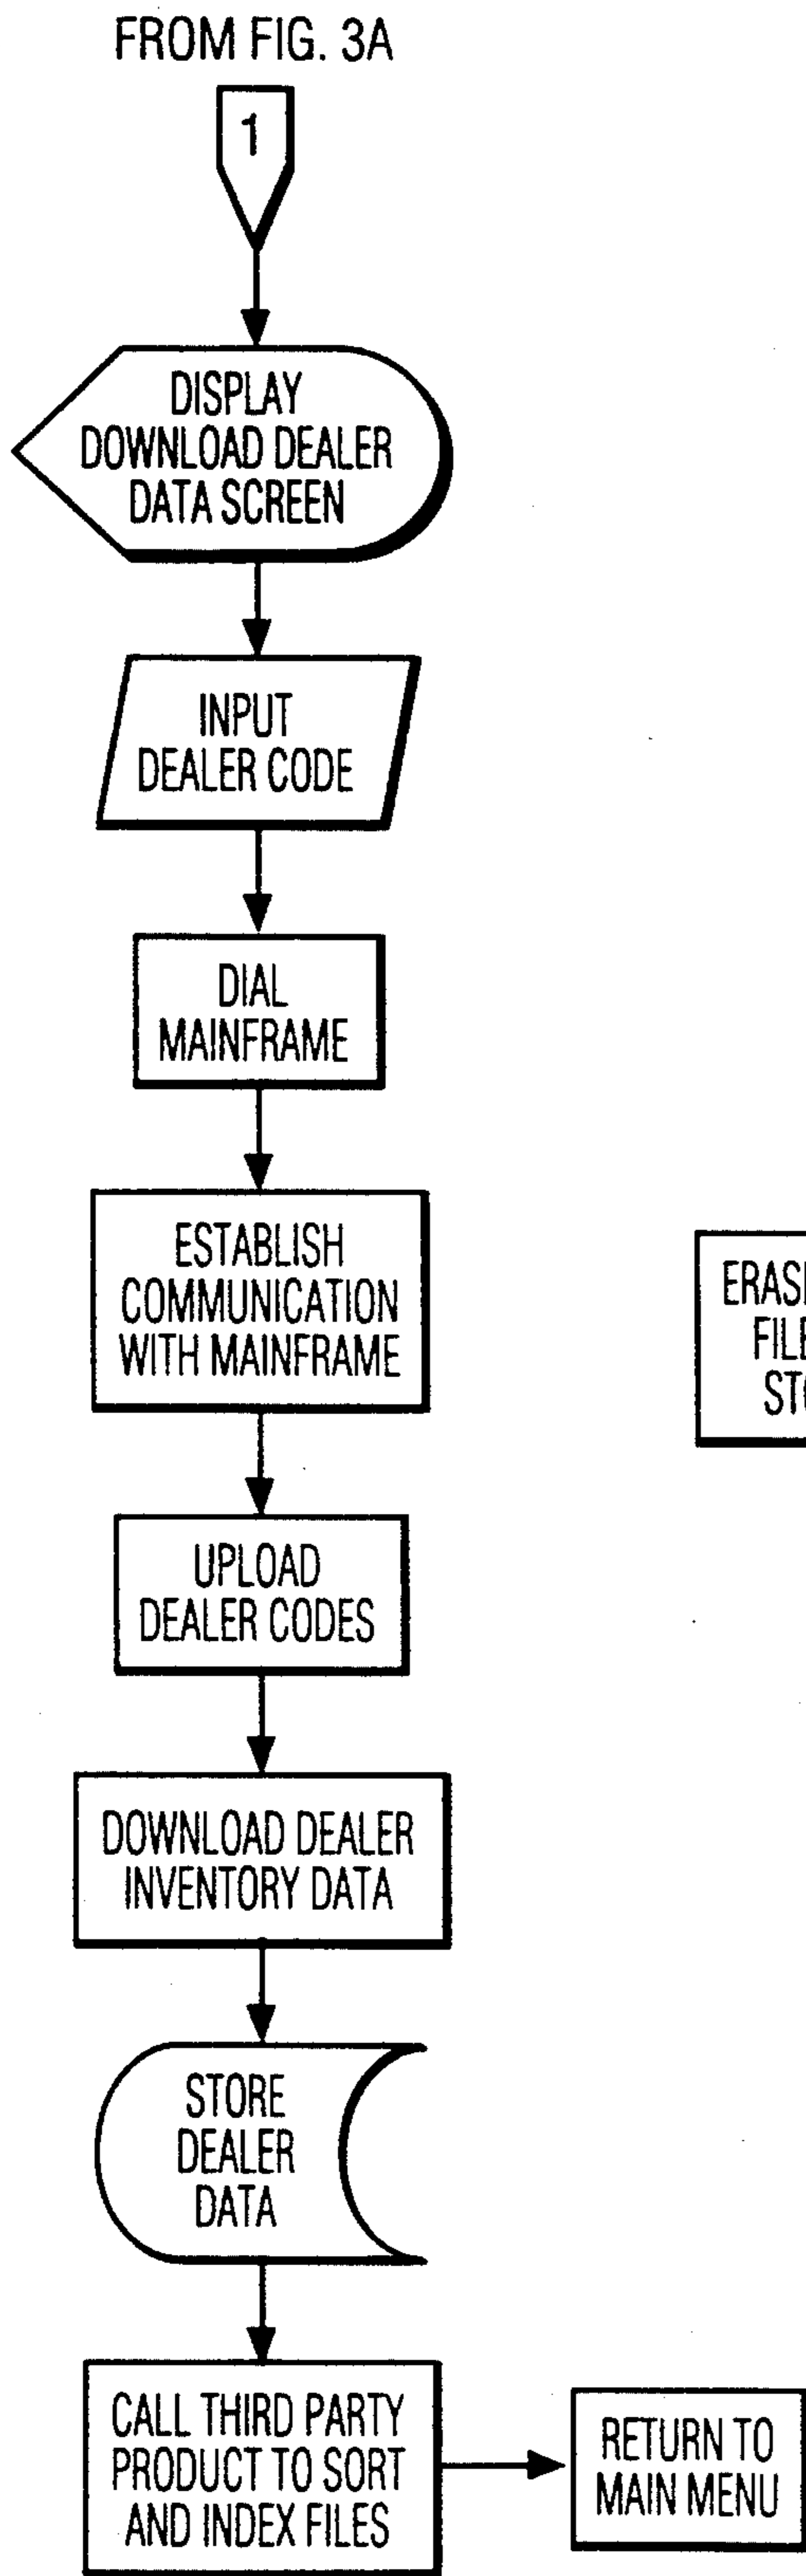 FROM FIG. 3A
1
DISPLAY
DOWNLOAD DEALER
DATA SCREEN
INPUT
DEALER CODE
DIAL
MAINFRAME
ESTABLISH
COMMUNICATION
WITH MAINFRAME
UPLOAD
DEALER CODES
DOWNLOAD DEALER
INVENTORY DATA
STORE
DEALER
DATA
CALL THIRD PARTY
PRODUCT TO SORT
AND INDEX FILES
RETURN TO
MAIN MENU